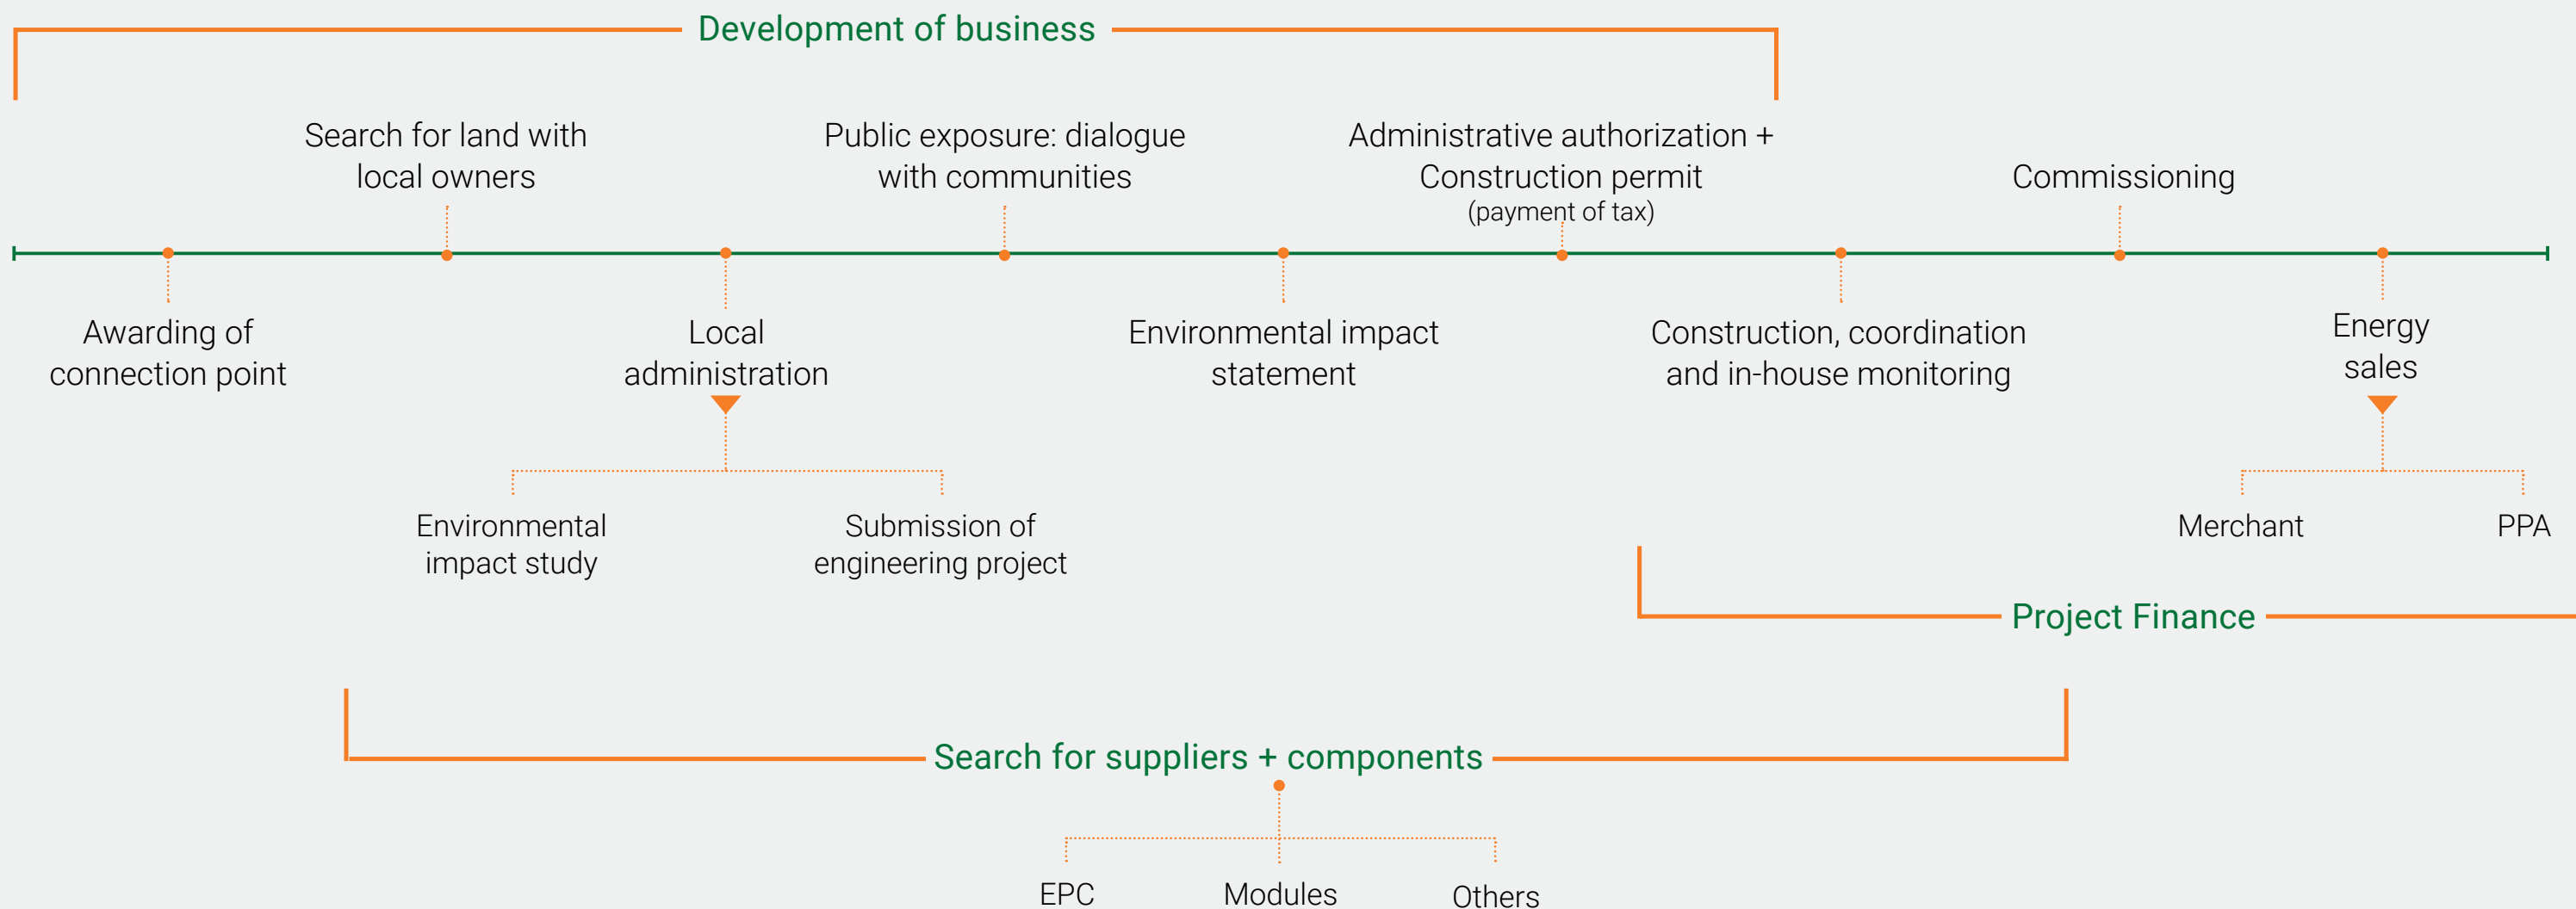 Development of business
Search for land with
local owners
Public exposure: dialogue
with communities
Administrative authorization +
Construction permit
(payment of tax)
Commissioning
Awarding of
connection point
Local
administration
Environmental impact
statement
Construction, coordination
and in-house monitoring
Energy
sales
Environmental
impact study
Submission of
engineering project
Merchant
PPA
Project Finance
Search for suppliers + components
EPC
Modules
Others